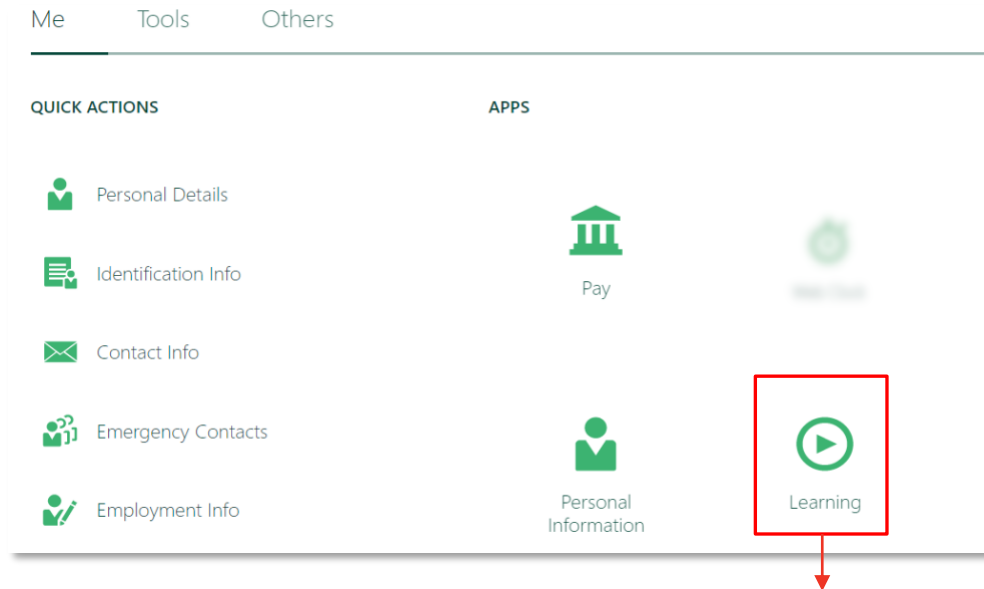 Me Tools Others
QUICK ACTIONS
Personal Details
Identification Info
Contact Info
Emergency Contacts
Employment Info
APPS
Pay
Personal
Information
Learning